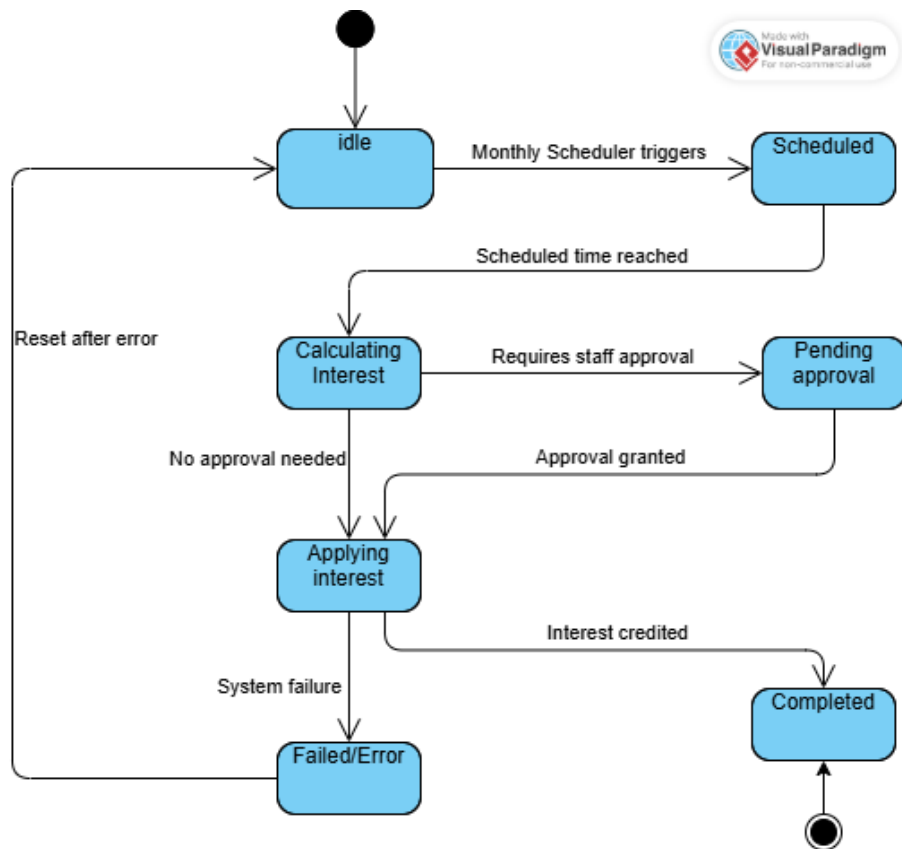 Made with
Visual Paradigm
For non-commercial use
idle
Monthly Scheduler triggers
Scheduled
Scheduled time reached
Reset after error
Calculating
Interest
Requires staff approval
Pending
approval
No approval needed
Approval granted
Applying
interest
Interest credited
System failure
Completed
Failed/Error